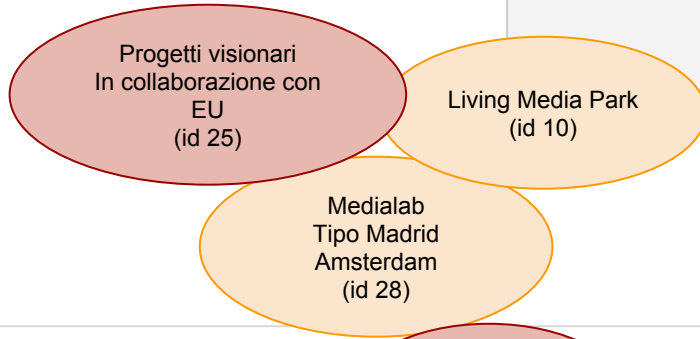 Progetti visionari
In collaborazione con
EU
(id 25)
Living Media Park
(id 10)
Medialab
Tipo Madrid
Amsterdam
(id 28)